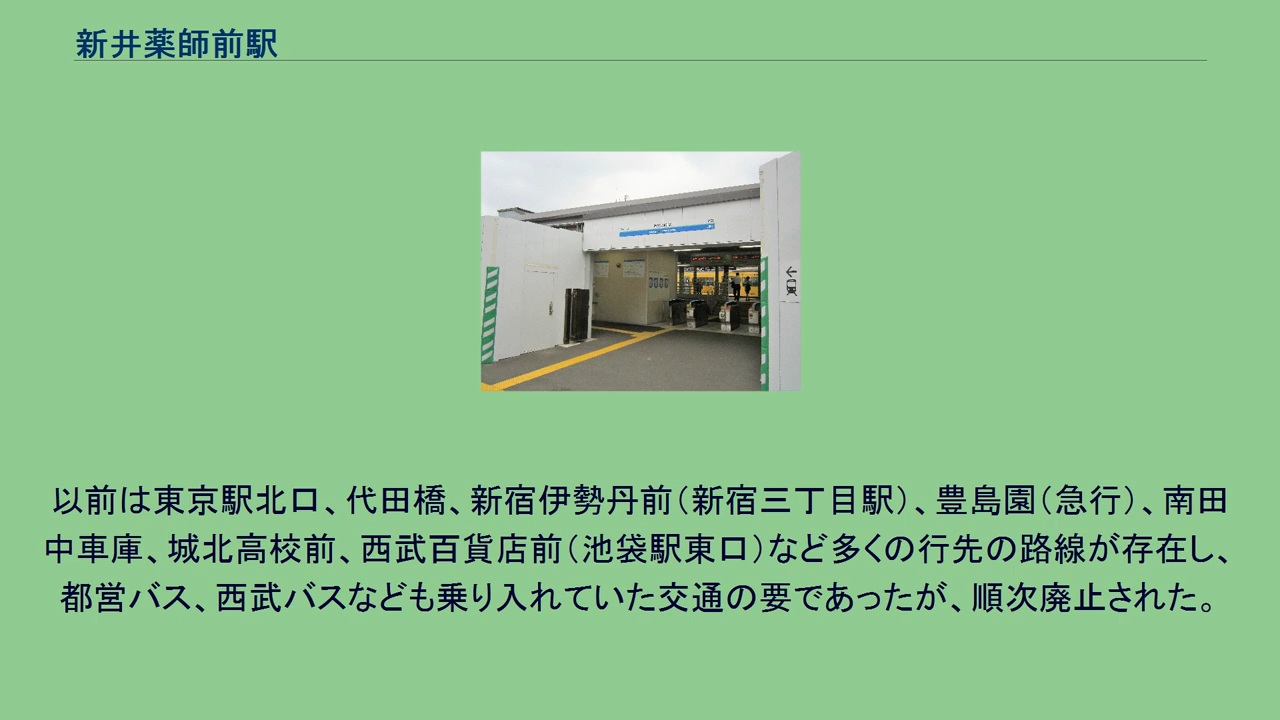 新井薬師前駅
以前は東京駅北口、代田橋、新宿伊勢丹前（新宿三丁目駅）、豊島園（急行）、南田
中車庫、城北高校前、西武百貨店前（池袋駅東口）など多くの行先の路線が存在し、
都営バス、西武バスなども乗り入れていた交通の要であったが、順次廃止された。